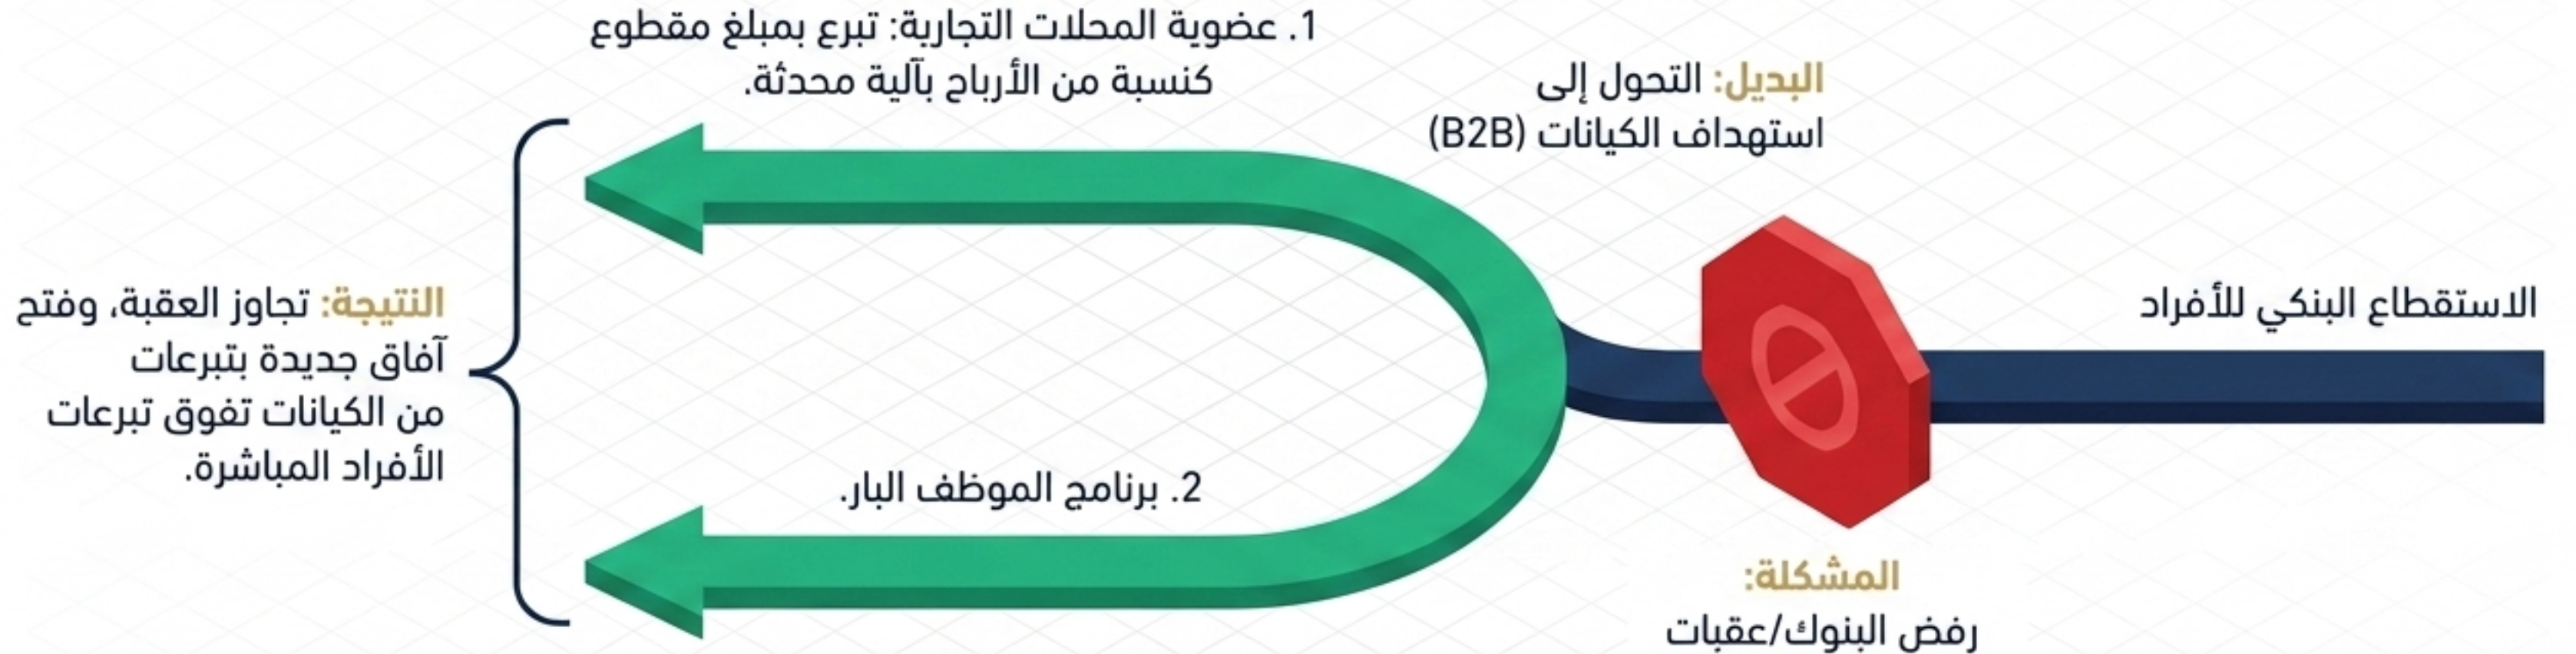 الاستقطاع البنكي للأفراد
المشكلة:
رفض البنوك/عقبات
البديل: التحول إلى
استهداف الكيانات (B2B)
1. عضوية المحلات التجارية: تبرع بمبلغ مقطوع
كنسبة من الأرباح بآلية محدثة.
2. برنامج الموظف البار.
النتيجة: تجاوز العقبة، وفتح
آفاق جديدة بتبرعات
من الكيانات تفوق تبرعات
الأفراد المباشرة.